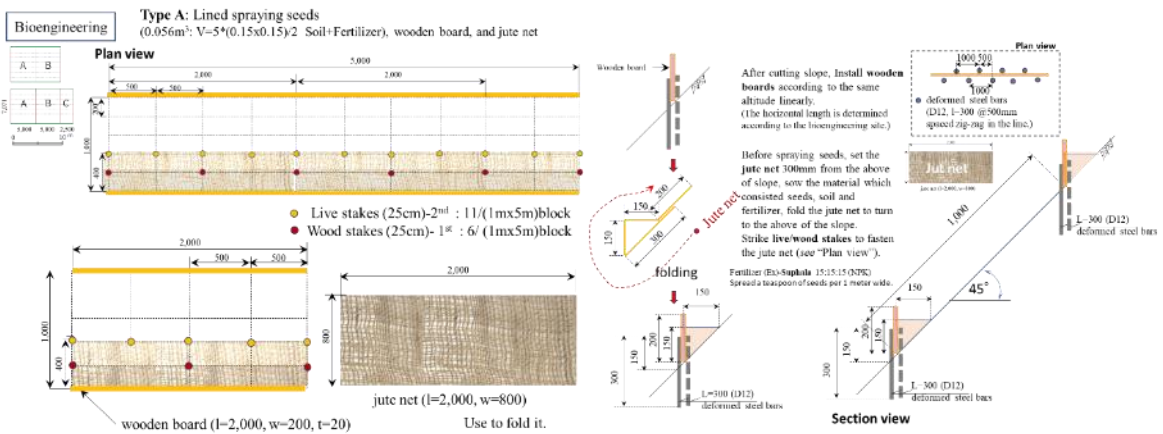 Bioengineering
Type A: Lined spraying seeds
(0.056m³: V=5*(0.15x0.15)/2 Soil+Fertilizer), wooden board, and jute net
Plan view
A B
A B C
5,000 5,000 2,500
5,000
2,000 2,000
500 500
200
1,000
400
Live stakes (25cm)-2nd : 11/(1mx5m)block
Wood stakes (25cm)- 1st : 6/ (1mx5m)block
2,000
500 500
1,000
400
wooden board (l=2,000, w=200, t=20)
2,000
800
jute net (l=2,000, w=800)
Use to fold it.
Wooden board
200
150
150
300
Jute net
folding
150
200
150
150
300
L=300 (D12)
deformed steel bars
After cutting slope, Install wooden
boards according to the same
altitude linearly.
(The horizontal length is determined
according to the bioengineering site.)
Before spraying seeds, set the
jute net 300mm from the above
of slope, sow the material which
consisted seeds, soil and
fertilizer, fold the jute net to turn
to the above of the slope.
Strike live/wood stakes to fasten
the jute net (see “Plan view”).
Fertilizer (Ex)-Suphala 15:15:15 (NPK)
Spread a teaspoon of seeds per 1 meter wide.
Plan view
1000 500
1000
deformed steel bars
(D12, l=300 @500mm
spaced zig-zag in the line.)
Jut net
jute net (l=2,000, w=800)
1,000
L=300 (D12)
deformed steel bars
45°
150
200
150
150
300
L=300 (D12)
deformed steel bars
Section view